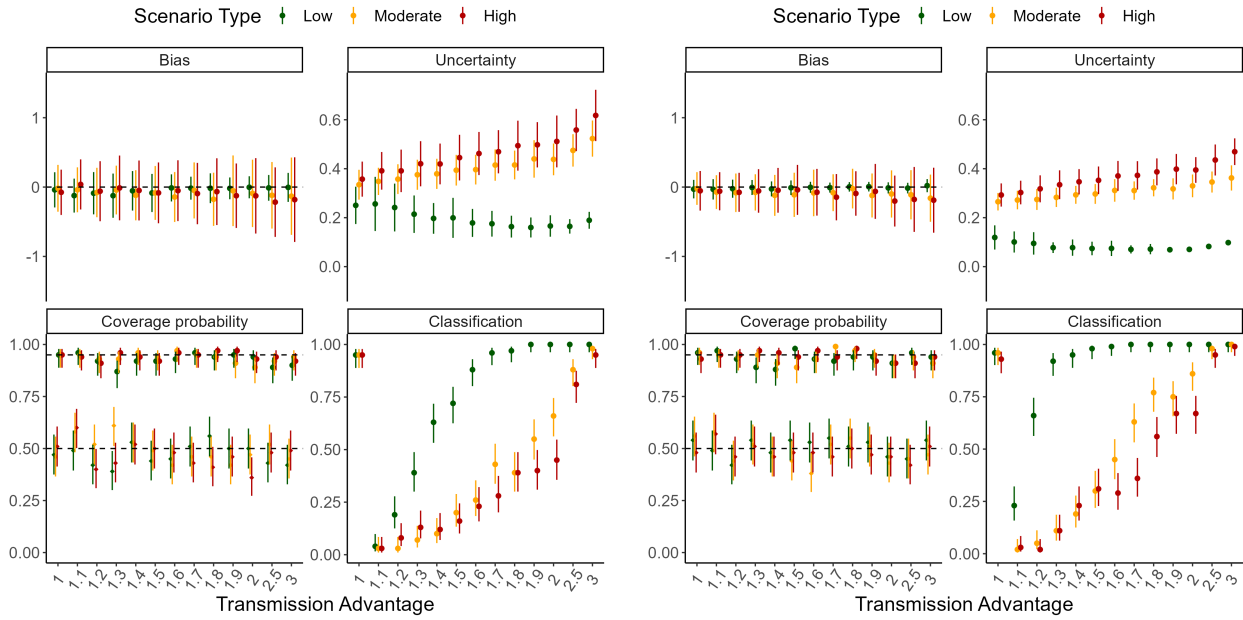 Scenario Type Low Moderate High
Bias Uncertainty
1
0
-1
0.6
0.4
0.2
0.0
Coverage probability Classification
1.00
0.75
0.50
0.25
0.00
1.00
0.75
0.50
0.25
0.00
1 1.1 1.2 1.3 1.4 1.5 1.6 1.7 1.8 1.9 2 2.5 3
1 1.1 1.2 1.3 1.4 1.5 1.6 1.7 1.8 1.9 2 2.5 3
Transmission Advantage
Scenario Type Low Moderate High
Bias Uncertainty
1
0
-1
0.6
0.4
0.2
0.0
Coverage probability Classification
1.00
0.75
0.50
0.25
0.00
1.00
0.75
0.50
0.25
0.00
1 1.1 1.2 1.3 1.4 1.5 1.6 1.7 1.8 1.9 2 2.5 3
1 1.1 1.2 1.3 1.4 1.5 1.6 1.7 1.8 1.9 2 2.5 3
Transmission Advantage